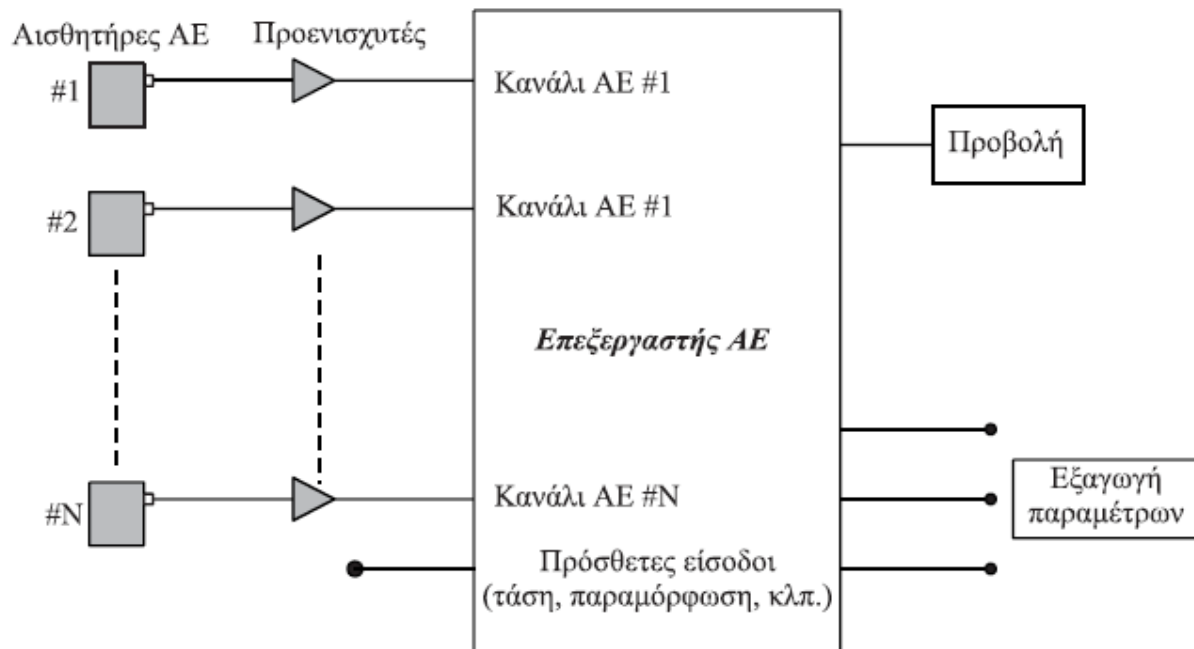 Αισθητήρες ΑΕ
Προενισχυτές
#1
Κανάλι ΑΕ #1
Προβολή
#2
Κανάλι ΑΕ #1
Επεξεργαστής ΑΕ
#N
Κανάλι ΑΕ #N
Εξαγωγή
παραμέτρων
Πρόσθετες είσοδοι
(τάση, παραμόρφωση, κλπ.)